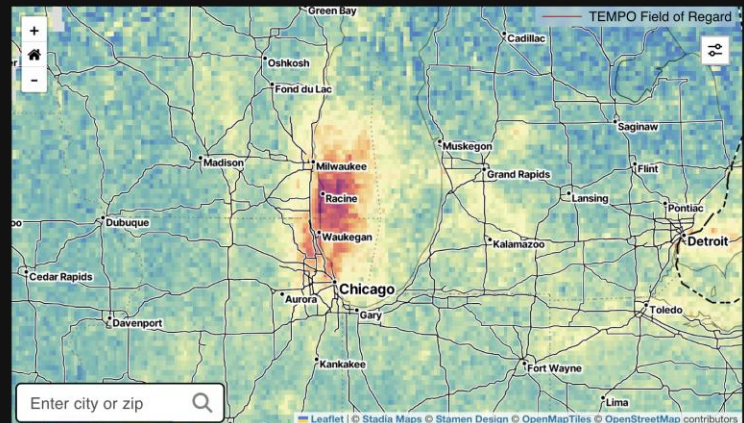 Green Bay
TEMPO Field of Regard
+
Cadillac
Oshkosh
−
Fond du Lac
Saginaw
Muskegon
Madison
Milwaukee
Grand Rapids
Flint
Racine
Lansing
Pontiac
Dubuque
Waukegan
Kalamazoo
Detroit
Cedar Rapids
Chicago
Aurora
Gary
Toledo
Davenport
Kankakee
Fort Wayne
Enter city or zip
Lima
Leaflet | © Stadia Maps © Stamen Design © OpenMapTiles © OpenStreetMap contributors